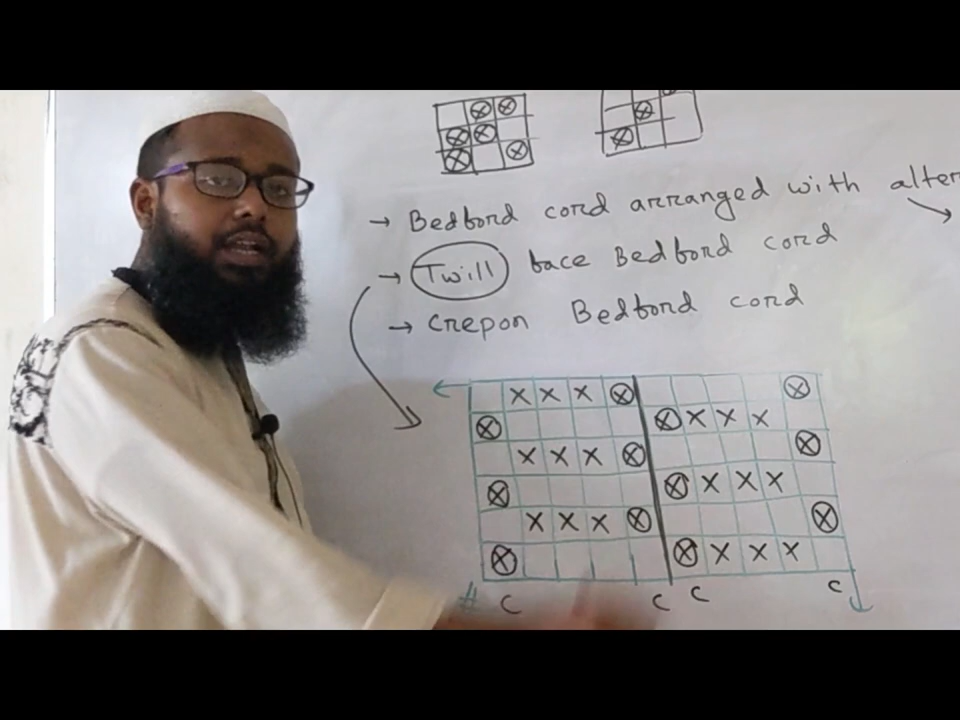 → Bedford cord arranged with alter
→ Twill face Bedford cord
→ Crepon Bedford cord
C C C C